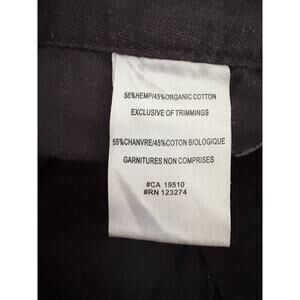 55%HEMP/45%ORGANIC COTTON
EXCLUSIVE OF TRIMMINGS
55%CHANVRE/45%COTON BIOLOGIQUE
GARNITURES NON COMPRISES
#CA 19510
#RN 123274